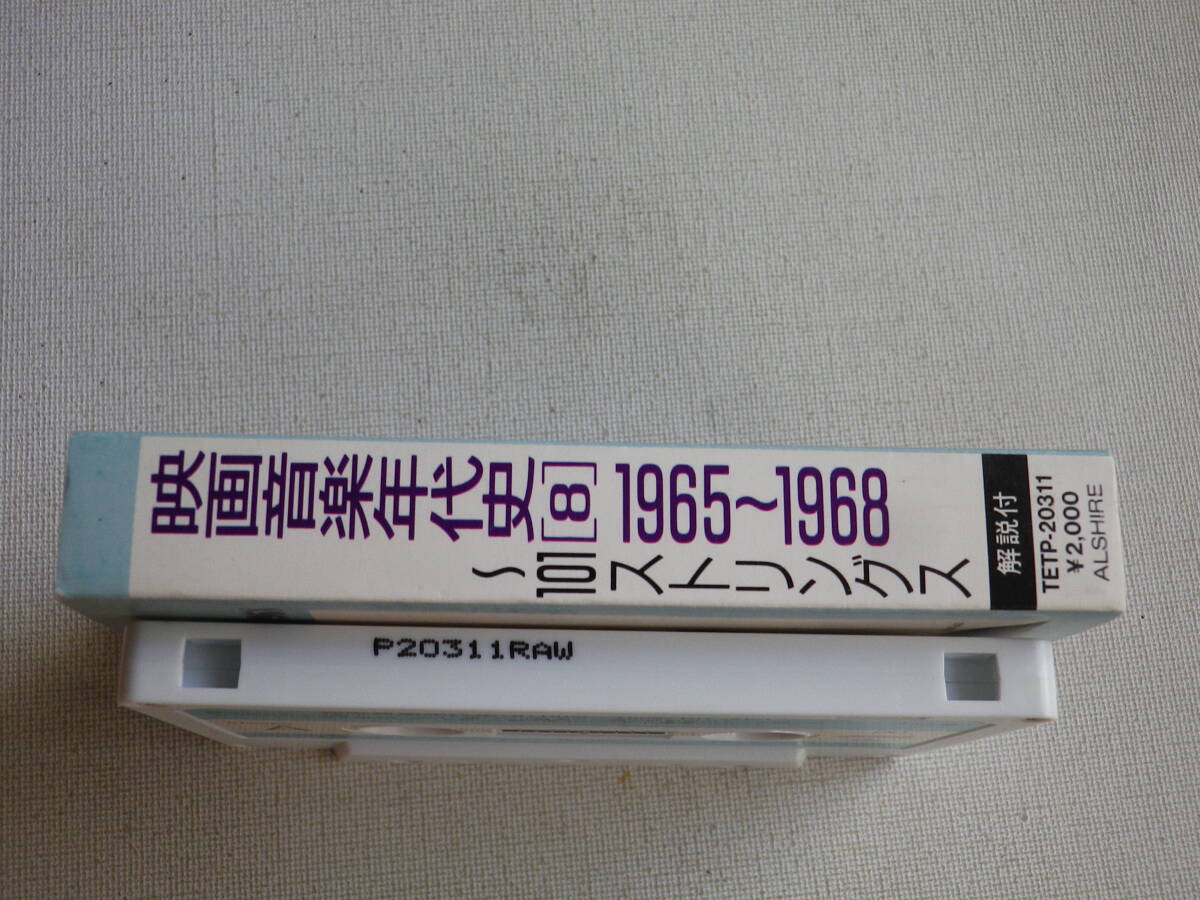 映画音楽年代史[8]1965〜1968
〜101ストリングス
解説付
TETP-20311
¥2,000
ALSHIRE
P20311RAW